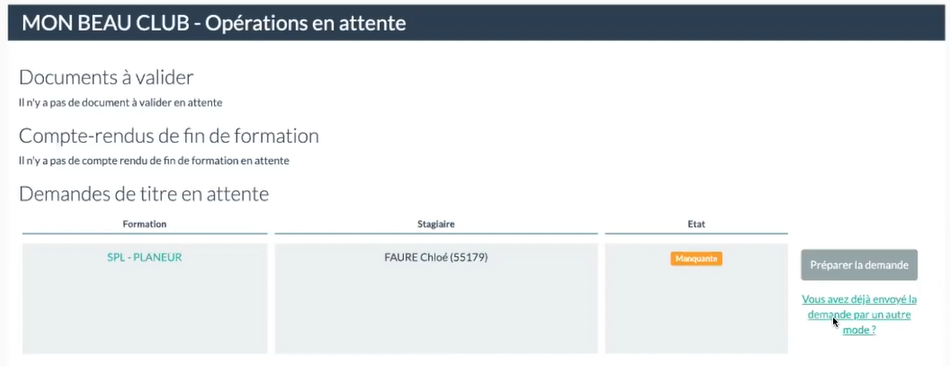 MON BEAU CLUB - Opérations en attente
Documents à valider
Il n'y a pas de document à valider en attente
Compte-rendus de fin de formation
Il n'y a pas de compte rendu de fin de formation en attente
Demandes de titre en attente
Formation Stagiaire Etat
SPL - PLANEUR FAURE Chloé (55179) Manquante
Préparer la demande
Vous avez déjà envoyé la
demande par un autre
mode ?